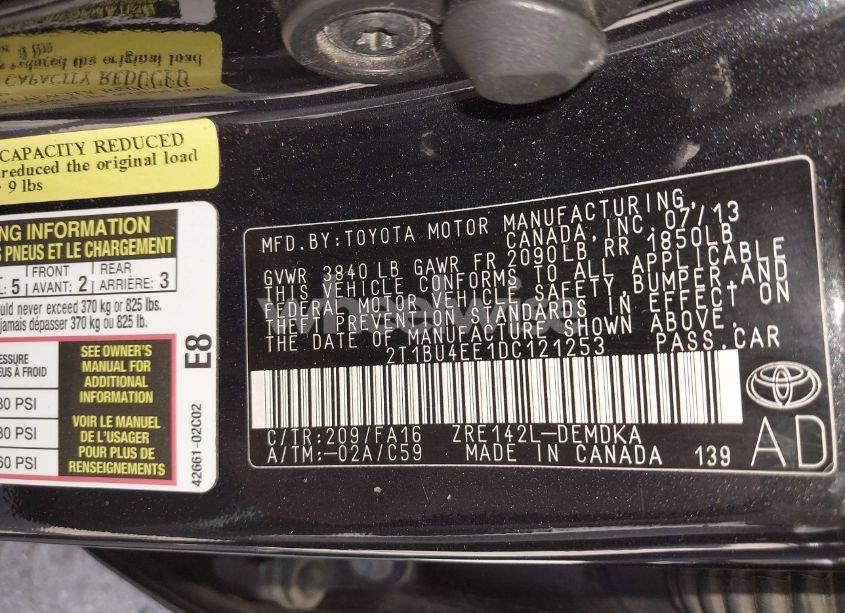 CAPACITY REDUCED
reduced the original load
9 lbs
NG INFORMATION
PNEUS ET LE CHARGEMENT
5 FRONT AVANT: 2 REAR ARRIÈRE: 3
uld never exceed 370 kg or 825 lbs.
jamais dépasser 370 kg ou 825 lb.
E8
ESSURE
EUS À FROID
SEE OWNER'S
MANUAL FOR
ADDITIONAL
INFORMATION
30 PSI
30 PSI
60 PSI
VOIR LE MANUEL
DE L'USAGER
POUR PLUS DE
RENSEIGNEMENTS
42661-02C02
MFD.BY:TOYOTA MOTOR MANUFACTURING,
CANADA, INC. 07/13
GVWR 3840LB GAWR FR 2090LB, RR 1850LB
THIS VEHICLE CONFORMS TO ALL APPLICABLE
FEDERAL MOTOR VEHICLE SAFETY, BUMPER,AND
THEFT PREVENTION STANDARDS IN EFFECT ON
THE DATE OF MANUFACTURE SHOWN ABOVE.
2T1BU4EE1DC121253 PASS.CAR
C/TR:209/FA16 ZRE142L-DEMDKA
A/TM:-02A/C59 MADE IN CANADA 139
AD